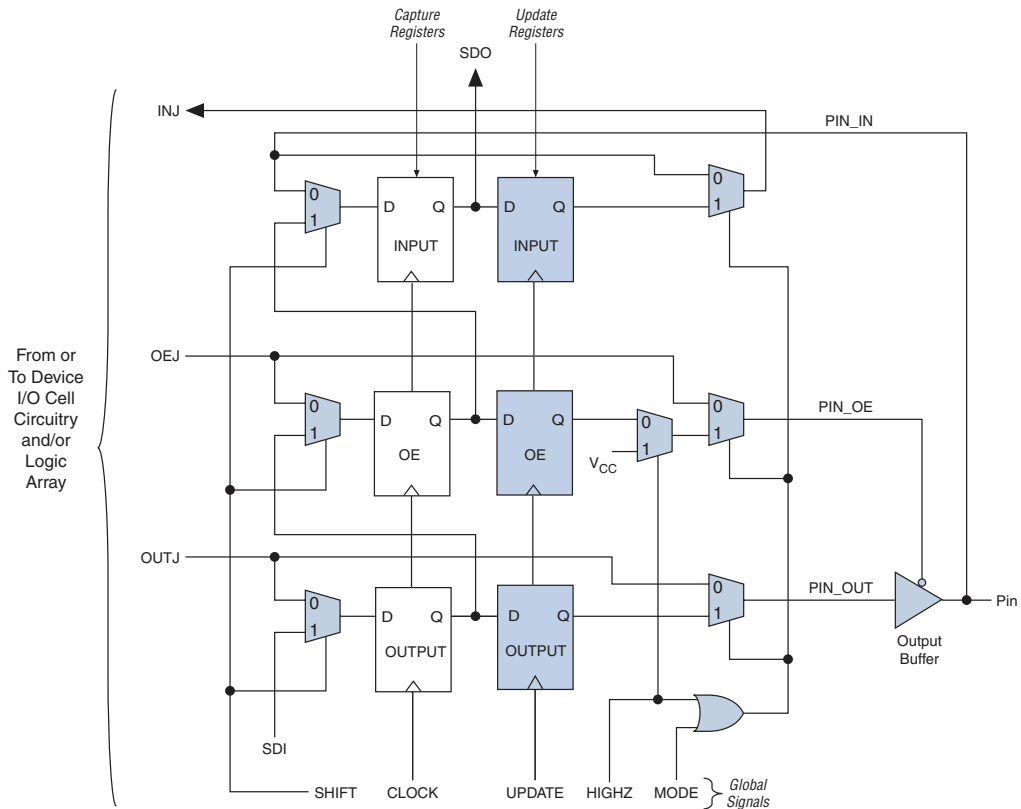 Capture
Registers
Update
Registers
SDO
INJ
PIN_IN
0
1
D Q
INPUT
D Q
INPUT
0
1
From or
To Device
I/O Cell
Circuitry
and/or
Logic
Array
OEJ
0
1
D Q
OE
D Q
OE
0
1
VCC
0
1
PIN_OE
OUTJ
0
1
D Q
OUTPUT
D Q
OUTPUT
0
1
PIN_OUT
Pin
Output
Buffer
SDI
SHIFT
CLOCK
UPDATE
HIGHZ
MODE
Global
Signals